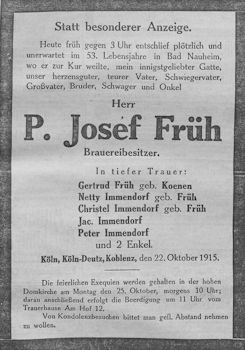 Statt besonderer Anzeige.
Heute früh gegen 3 Uhr entschlief plötzlich und
unerwartet im 53. Lebensjahre in Bad Nauheim,
wo er zur Kur weilte, mein innigstgeliebter Gatte,
unser herzensguter, teurer Vater, Schwiegervater,
Großvater, Bruder, Schwager und Onkel
Herr
P. Josef Früh
Brauereibesitzer.
In tiefer Trauer:
Gertrud Früh geb. Koenen
Netty Immendorf geb. Früh
Christel Immendorf geb. Früh
Jac. Immendorf
Peter Immendorf
und 2 Enkel.
Köln, Köln-Deutz, Koblenz, den 22. Oktober 1915.
Die feierlichen Exequien werden gehalten in der hohen
Domkirche am Montag den 25. Oktober, morgens 10 Uhr;
daran anschließend erfolgt die Beerdigung um 11 Uhr vom
Trauerhause Am Hof 12.
Von Kondolenzbesuchen bittet man gefl. Abstand nehmen
zu wollen.